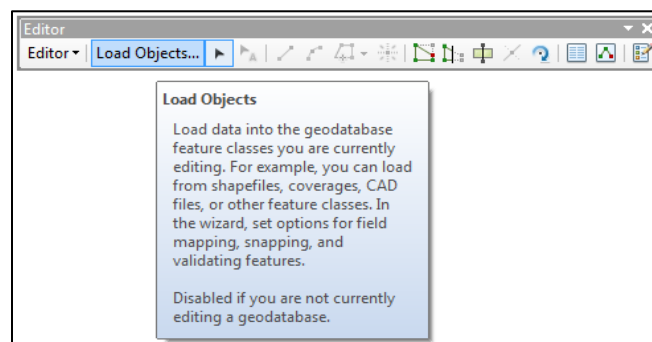 Editor
Editor
Load Objects...
Load Objects
Load data into the geodatabase
feature classes you are currently
editing. For example, you can load
from shapefiles, coverages, CAD
files, or other feature classes. In
the wizard, set options for field
mapping, snapping, and
validating features.
Disabled if you are not currently
editing a geodatabase.